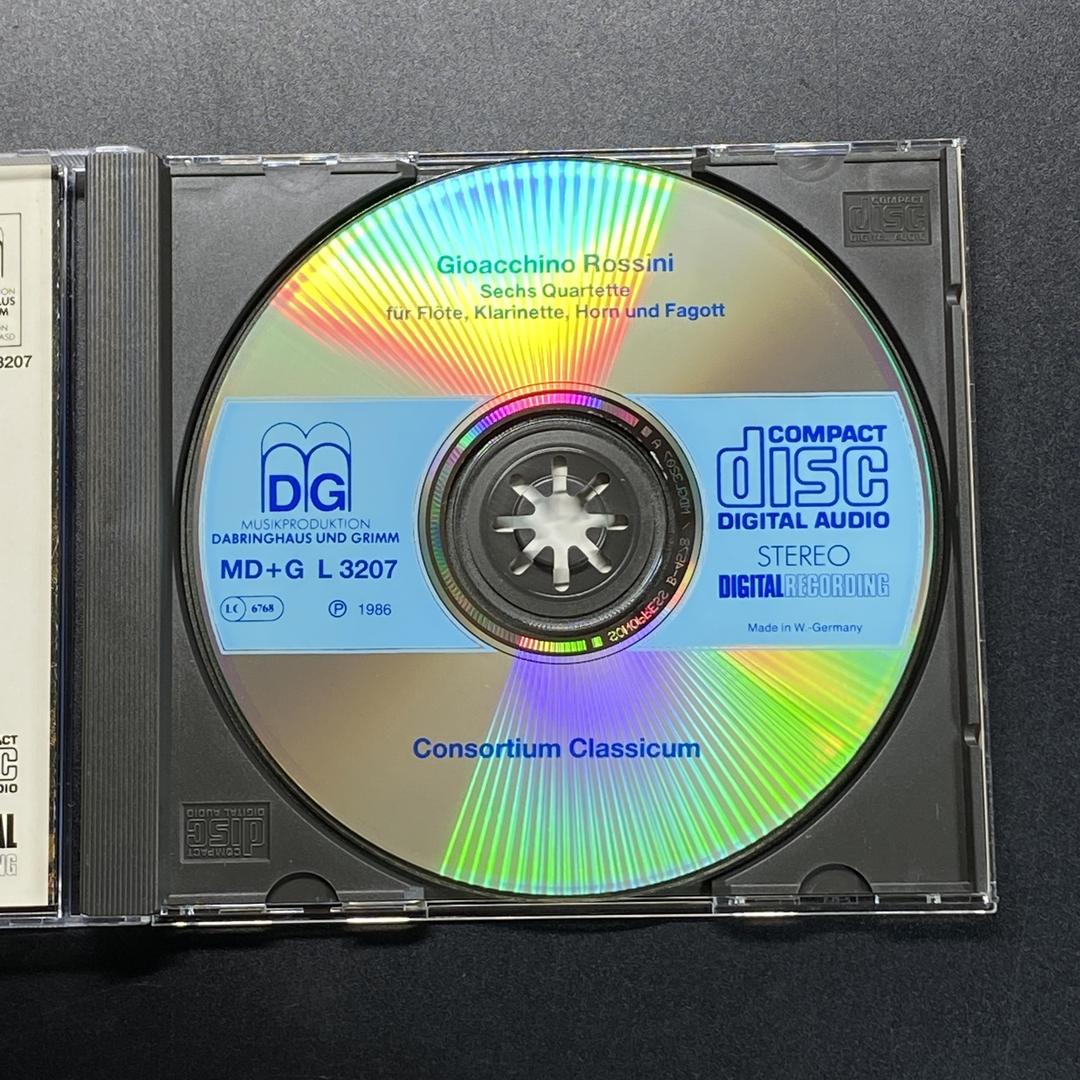 Gioacchino Rossini
Sechs Quartette
für Flöte, Klarinette, Horn und Fagott
MDG
MUSIKPRODUKTION
DABRINGHAUS UND GRIMM
MD+G L 3207
LC 6768
℗ 1986
COMPACT
disc
DIGITAL AUDIO
STEREO
DIGITAL RECORDING
Made in W.-Germany
Consortium Classicum
SONOPRESS
COMPACT
disc
DIGITAL AUDIO
COMPACT
disc
DIGITAL AUDIO
3207